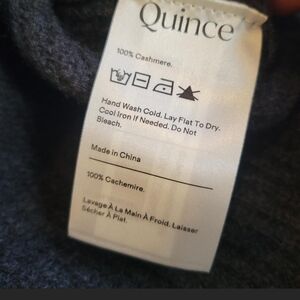 Quince
100% Cashmere.
Hand Wash Cold. Lay Flat To Dry.
Cool Iron If Needed. Do Not
Bleach.
Made in China
100% Cachemire.
Lavage À La Main À Froid. Laisser
Sécher À Plat.